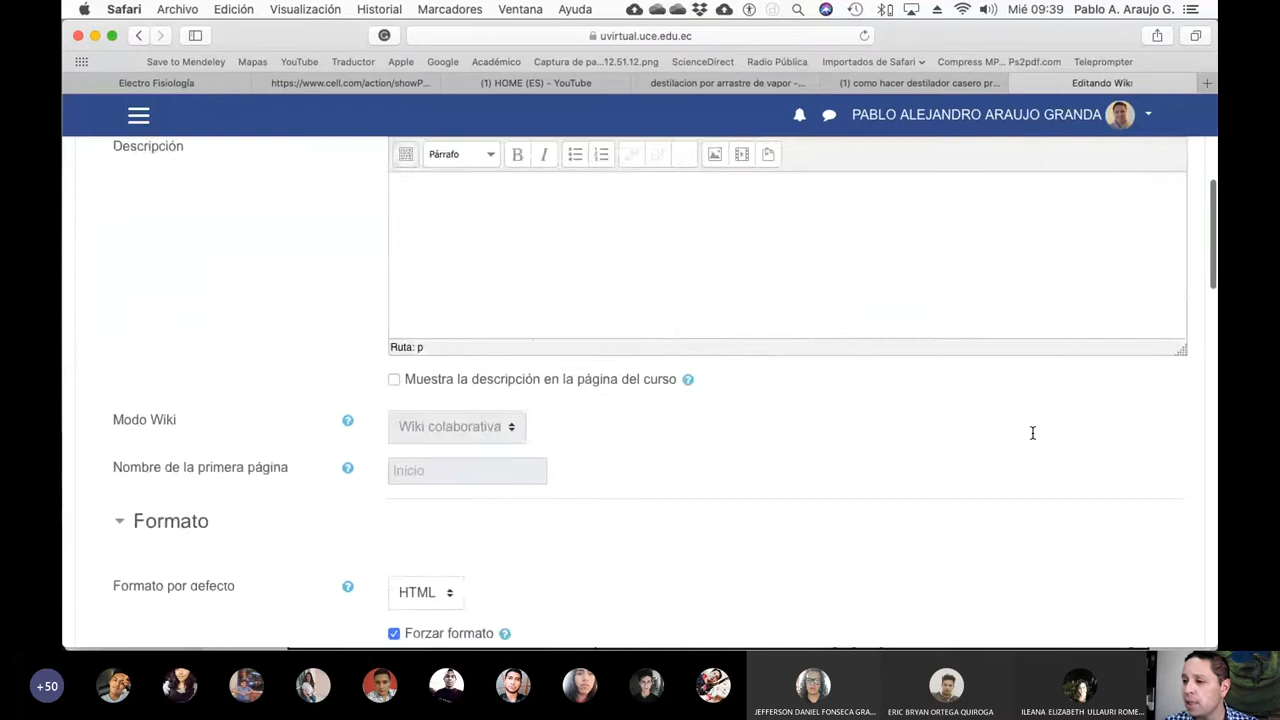 Safari Archivo Edición Visualización Historial Marcadores Ventana Ayuda Mié 09:39 Pablo A. Araujo G.
uvirtual.uce.edu.ec
Save to Mendeley Mapas YouTube Traductor Apple Google Académico Captura de pa...12.51.12.png ScienceDirect Radio Pública Importados de Safari Compress MP... Ps2pdf.com Teleprompter
Electro Fisiología https://www.cell.com/action/showP... (1) HOME (ES) - YouTube destilacion por arrastre de vapor -... (1) como hacer destilador casero pr... Editando Wiki
PABLO ALEJANDRO ARAUJO GRANDA
Descripción
Párrafo B I
Ruta: p
Muestra la descripción en la página del curso
Modo Wiki
Wiki colaborativa
Nombre de la primera página
Inicio
Formato
Formato por defecto
HTML
Forzar formato
+50
JEFFERSON DANIEL FONSECA GRA... ERIC BRYAN ORTEGA QUIROGA ILEANA ELIZABETH ULLAURI ROME...